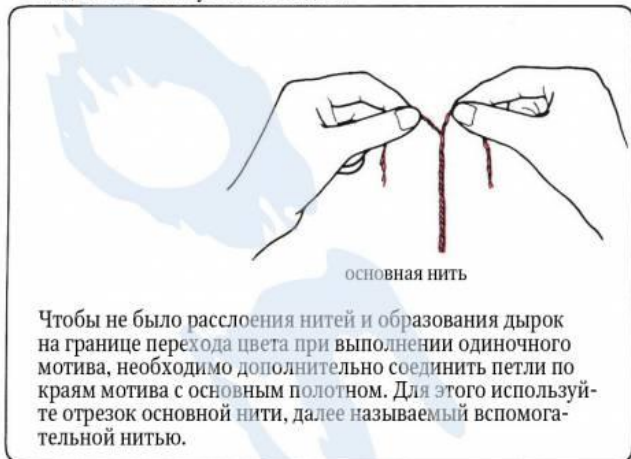 основная нить
Чтобы не было расслоения нитей и образования дырок
на границе перехода цвета при выполнении одиночного
мотива, необходимо дополнительно соединить петли по
краям мотива с основным полотном. Для этого используй-
те отрезок основной нити, далее называемый вспомога-
тельной нитью.